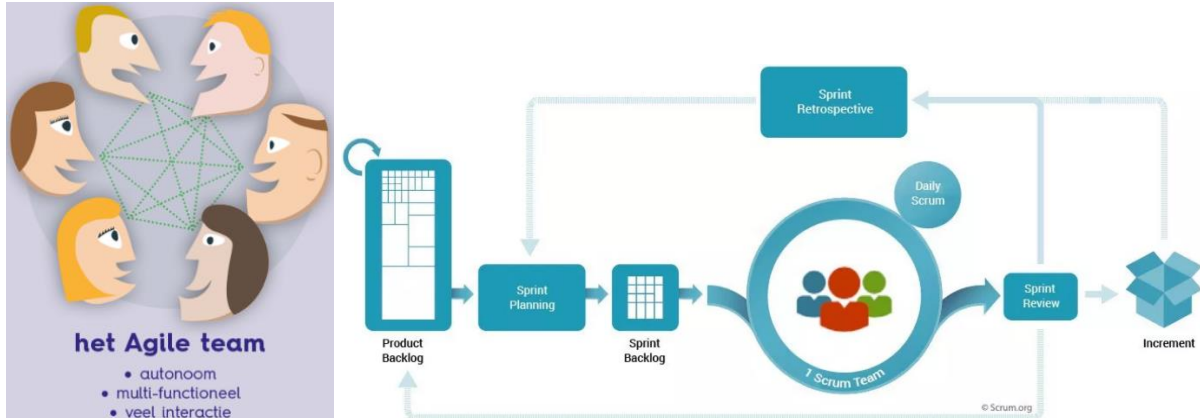 het Agile team
• autonoom
• multi-functioneel
• veel interactie
Sprint
Retrospective
Daily
Scrum
Sprint
Planning
Sprint
Review
Product
Backlog
Sprint
Backlog
1 Scrum Team
Increment
© Scrum.org